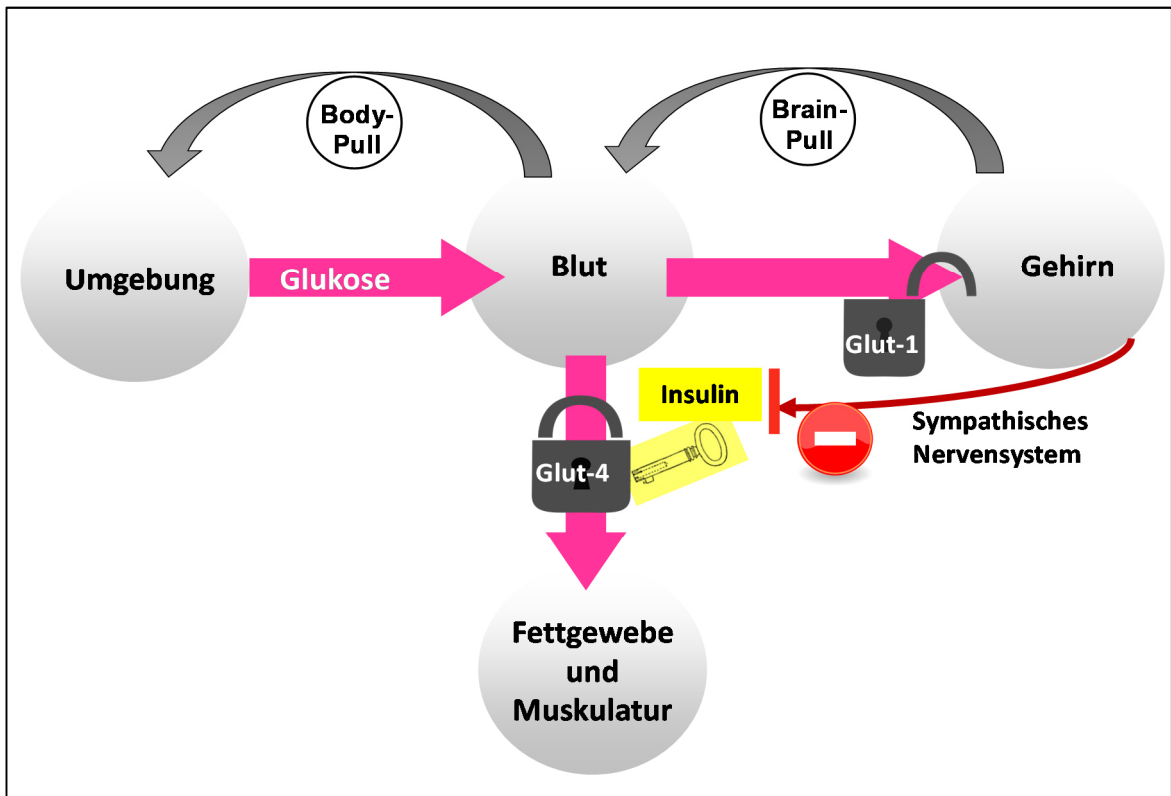 Body-
Pull
Brain-
Pull
Umgebung
Glukose
Blut
Gehirn
Glut-1
Insulin
Sympathisches
Nervensystem
Glut-4
Fettgewebe
und
Muskulatur